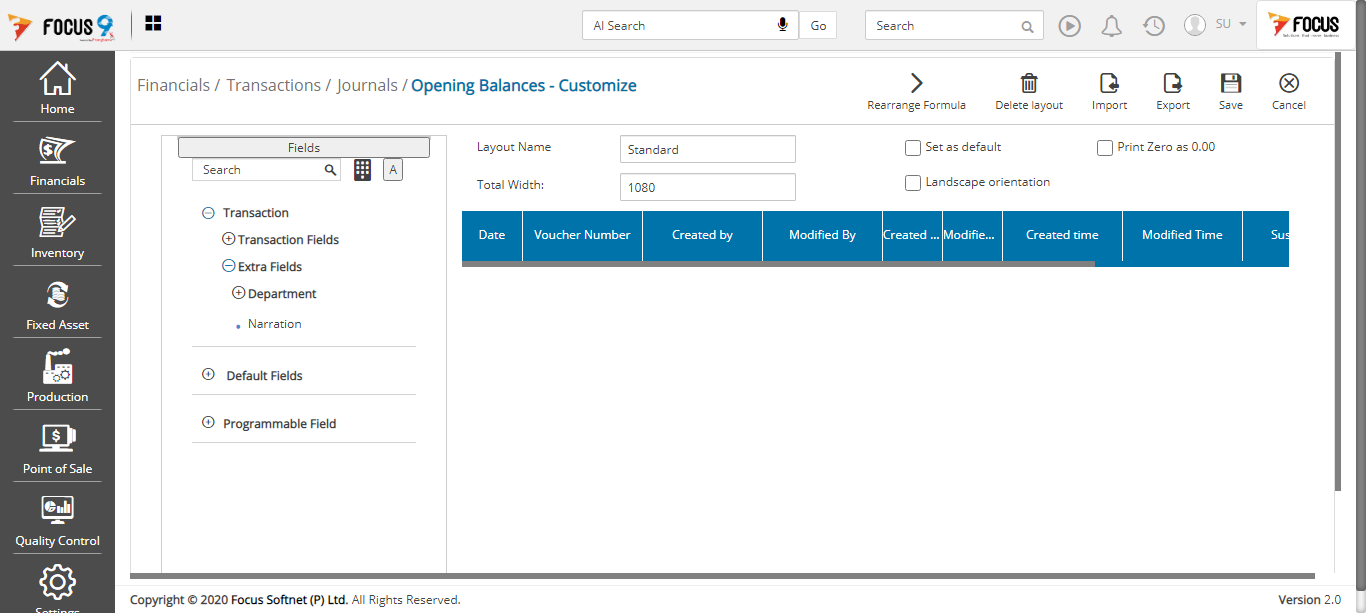 FOCUS 9
AI Search
Go
Search
SU
FOCUS
Home
Financials
Inventory
Fixed Asset
Production
Point of Sale
Quality Control
Settings
Financials / Transactions / Journals / Opening Balances - Customize
Rearrange Formula
Delete layout
Import
Export
Save
Cancel
Fields
Search
A
Transaction
Transaction Fields
Extra Fields
Department
Narration
Default Fields
Programmable Field
Layout Name
Standard
Set as default
Print Zero as 0.00
Total Width:
1080
Landscape orientation
Date
Voucher Number
Created by
Modified By
Created ...
Modifie...
Created time
Modified Time
Sus
Copyright © 2020 Focus Softnet (P) Ltd. All Rights Reserved.
Version 2.0